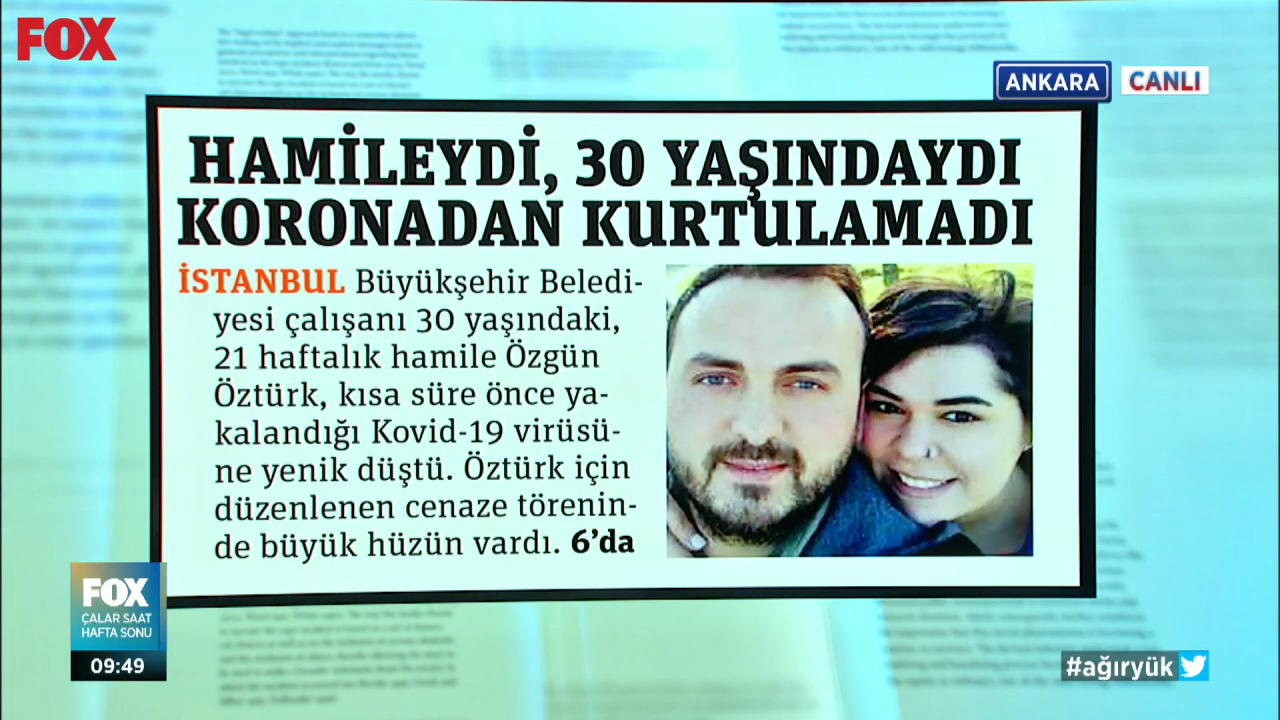 FOX
ANKARA CANLI
HAMİLEYDİ, 30 YAŞINDAYDI
KORONADAN KURTULAMADI
İSTANBUL Büyükşehir Beledi-
yesi çalışanı 30 yaşındaki,
21 haftalık hamile Özgün
Öztürk, kısa süre önce ya-
kalandığı Kovid-19 virüsü-
ne yenik düştü. Öztürk için
düzenlenen cenaze törenin-
de büyük hüzün vardı. 6’da
FOX
ÇALAR SAAT
HAFTA SONU
09:49
#ağıryük